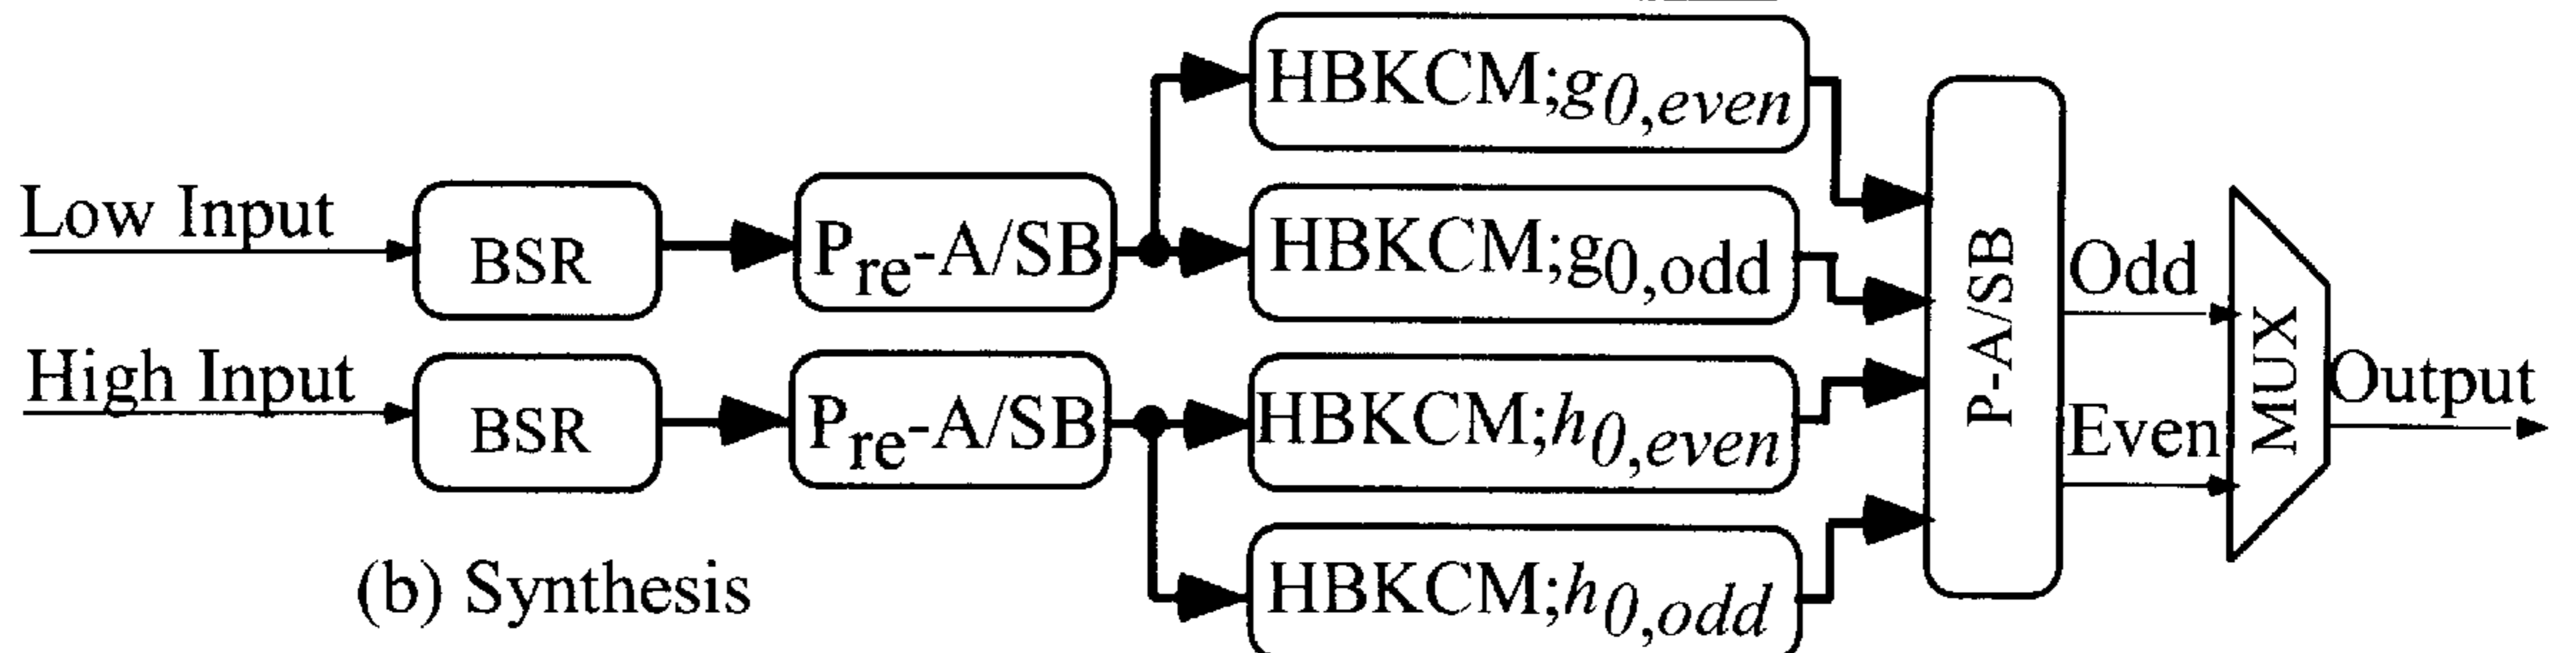 HBKCM;g0,even
Low Input
BSR
Pre-A/SB
HBKCM;g0,odd
P-A/SB
Odd
MUX
High Input
BSR
Pre-A/SB
HBKCM;h0,even
Even
Output
(b) Synthesis
HBKCM;h0,odd